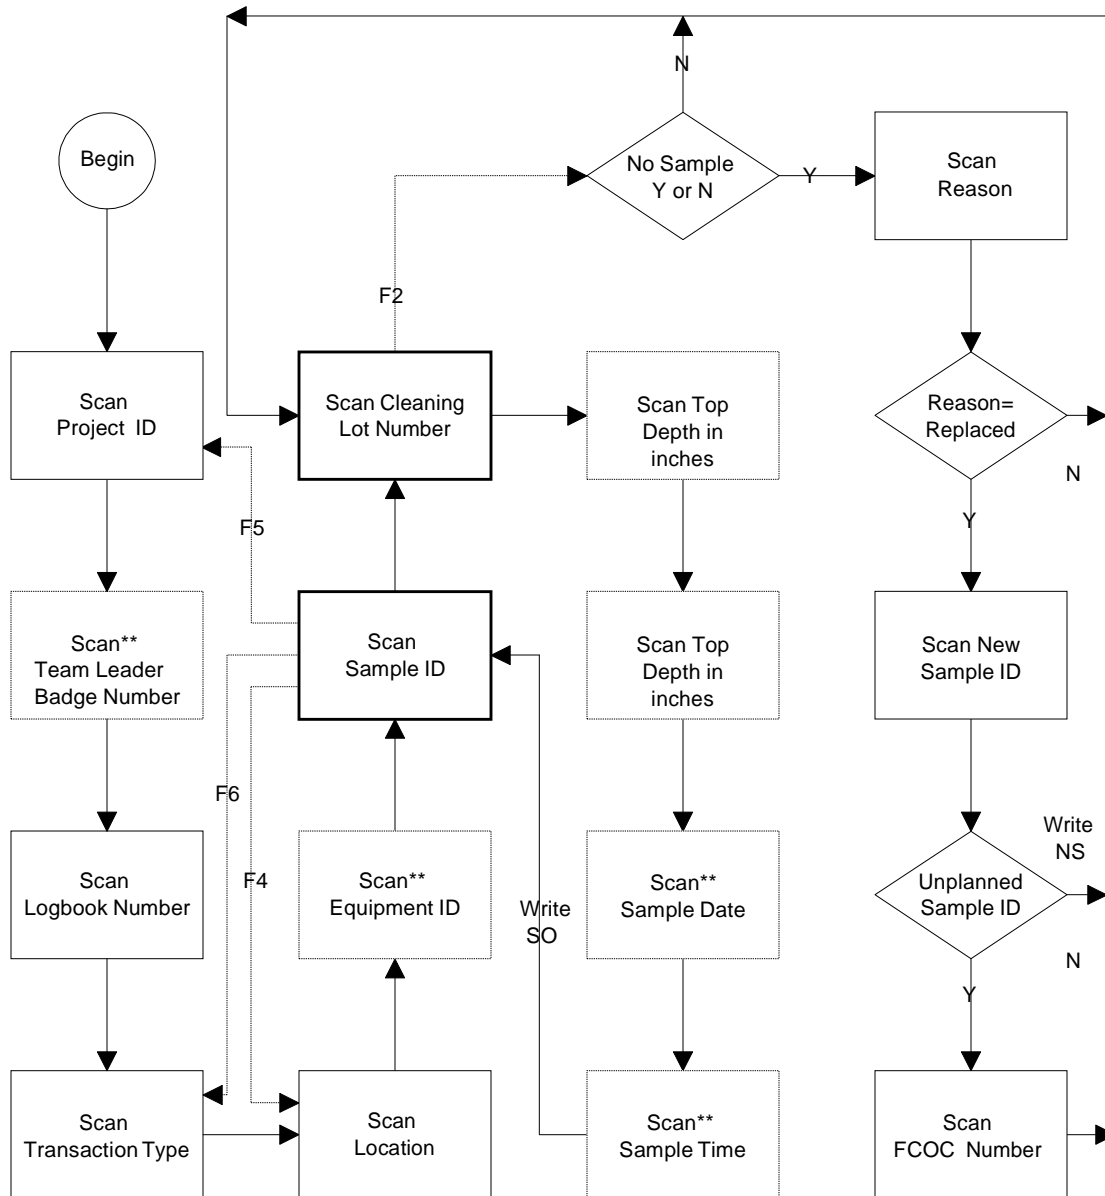 N
Begin
No Sample
Y or N
Y
Scan
Reason
F2
Scan
Project ID
Scan Cleaning
Lot Number
Scan Top
Depth in
inches
Reason=
Replaced
N
Y
F5
Scan**
Team Leader
Badge Number
Scan
Sample ID
Scan Top
Depth in
inches
Scan New
Sample ID
F6
F4
Scan
Logbook Number
Scan**
Equipment ID
Write
SO
Scan**
Sample Date
Unplanned
Sample ID
Write
NS
N
Y
Scan
Transaction Type
Scan
Location
Scan**
Sample Time
Scan
FCOC Number